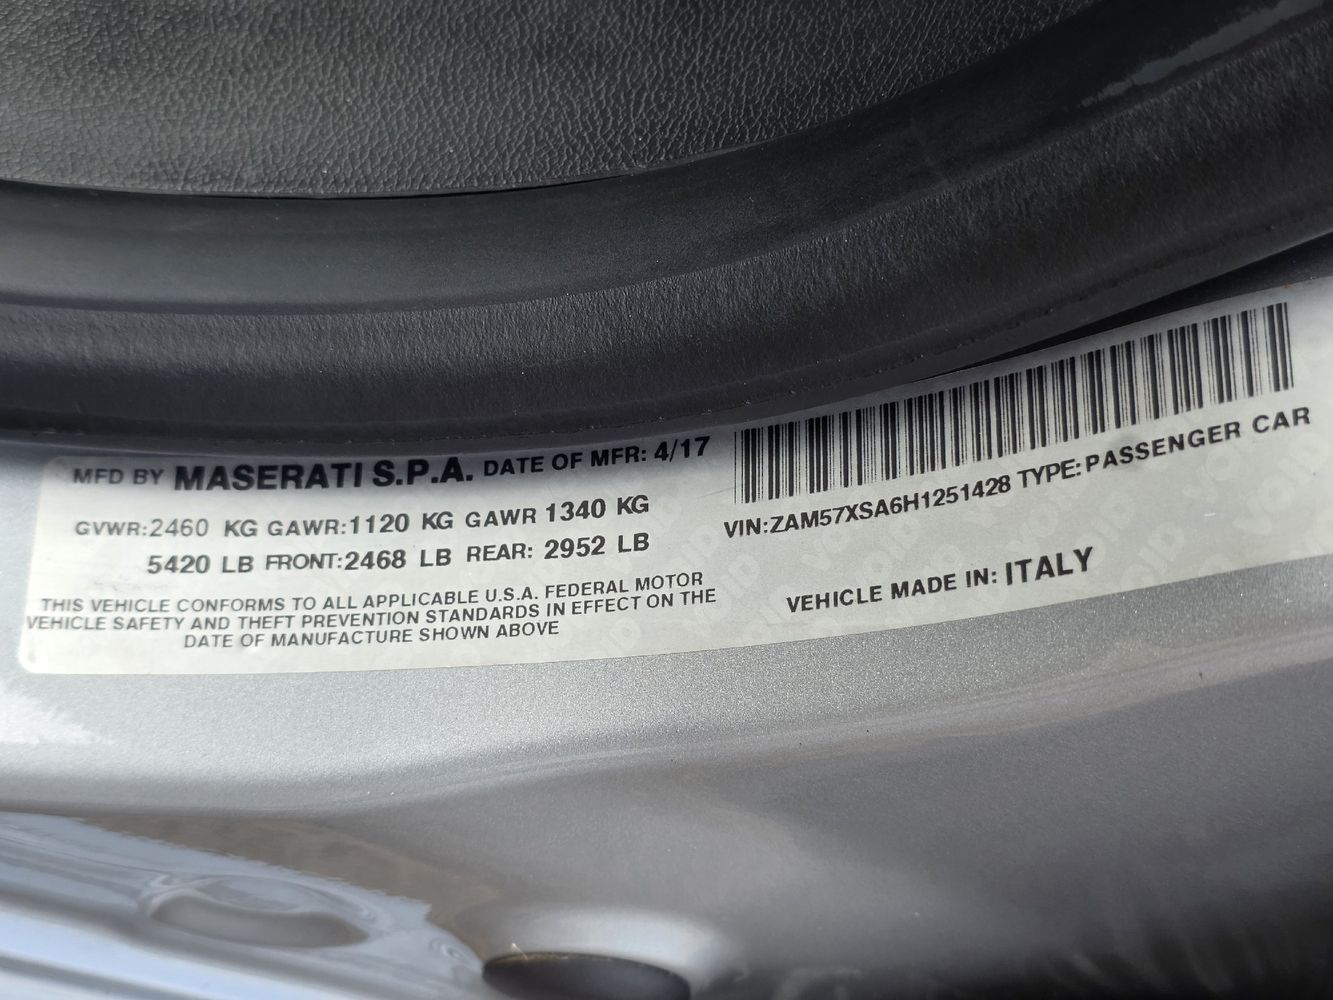 MFD BY MASERATI S.P.A. DATE OF MFR: 4/17
GVWR:2460 KG GAWR:1120 KG GAWR 1340 KG
5420 LB FRONT:2468 LB REAR: 2952 LB
THIS VEHICLE CONFORMS TO ALL APPLICABLE U.S.A. FEDERAL MOTOR
VEHICLE SAFETY AND THEFT PREVENTION STANDARDS IN EFFECT ON THE
DATE OF MANUFACTURE SHOWN ABOVE
VIN:ZAM57XSA6H1251428 TYPE:PASSENGER CAR
VEHICLE MADE IN: ITALY